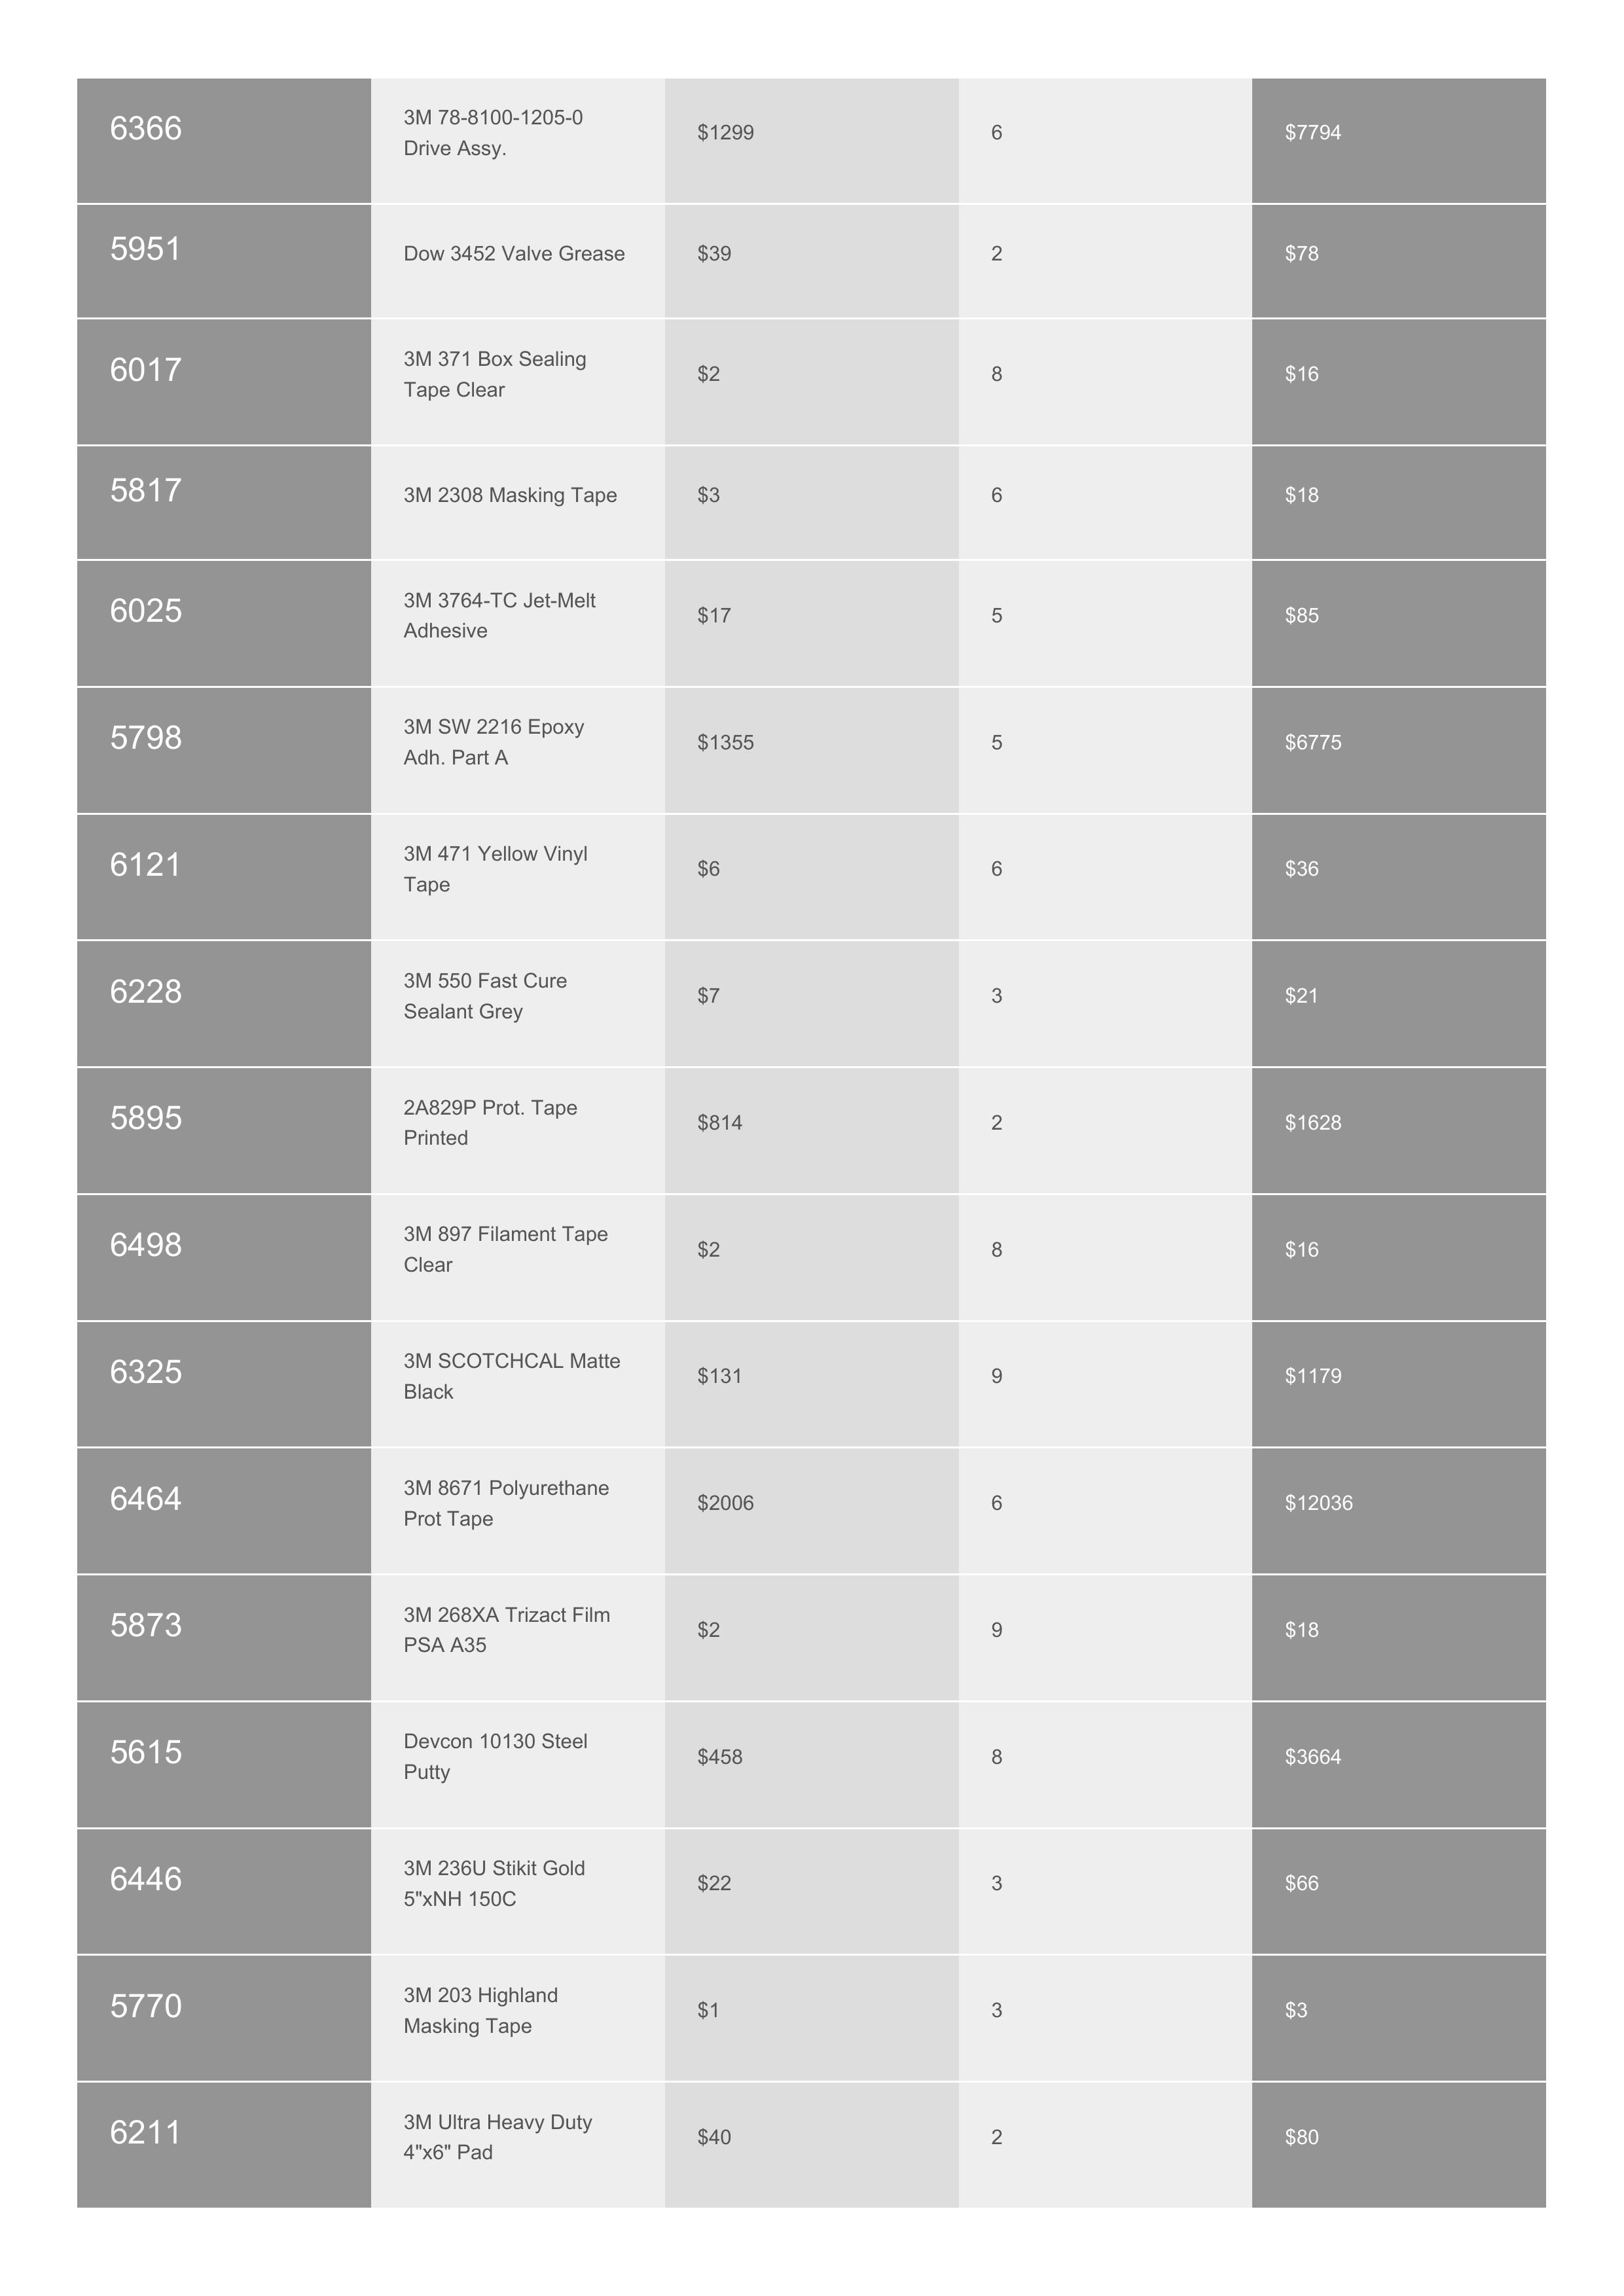 6366 3M 78-8100-1205-0 $1299 6 $7794
Drive Assy.
5951 Dow 3452 Valve Grease $39 2 $78
6017 3M 371 Box Sealing $2 8 $16
Tape Clear
5817 3M 2308 Masking Tape $3 6 $18
6025 3M 3764-TC Jet-Melt $17 5 $85
Adhesive
5798 3M SW 2216 Epoxy $1355 5 $6775
Adh. Part A
6121 3M 471 Yellow Vinyl $6 6 $36
Tape
6228 3M 550 Fast Cure $7 3 $21
Sealant Grey
5895 2A829P Prot. Tape $814 2 $1628
Printed
6498 3M 897 Filament Tape $2 8 $16
Clear
6325 3M SCOTCHCAL Matte $131 9 $1179
Black
6464 3M 8671 Polyurethane $2006 6 $12036
Prot Tape
5873 3M 268XA Trizact Film $2 9 $18
PSA A35
5615 Devcon 10130 Steel $458 8 $3664
Putty
6446 3M 236U Stikit Gold $22 3 $66
5"xNH 150C
5770 3M 203 Highland $1 3 $3
Masking Tape
6211 3M Ultra Heavy Duty $40 2 $80
4"x6" Pad